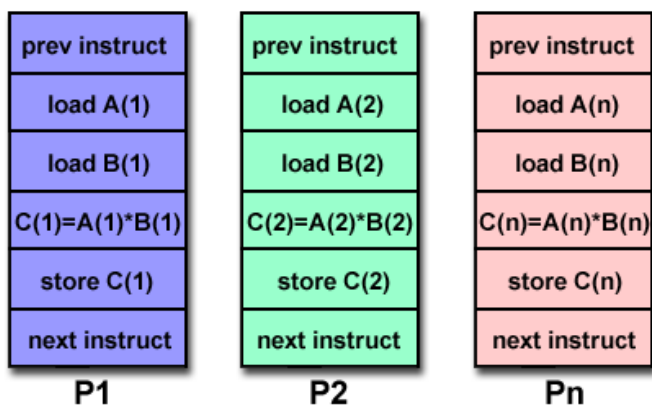 prev instruct
load A(1)
load B(1)
C(1)=A(1)*B(1)
store C(1)
next instruct
P1
prev instruct
load A(2)
load B(2)
C(2)=A(2)*B(2)
store C(2)
next instruct
P2
prev instruct
load A(n)
load B(n)
C(n)=A(n)*B(n)
store C(n)
next instruct
Pn